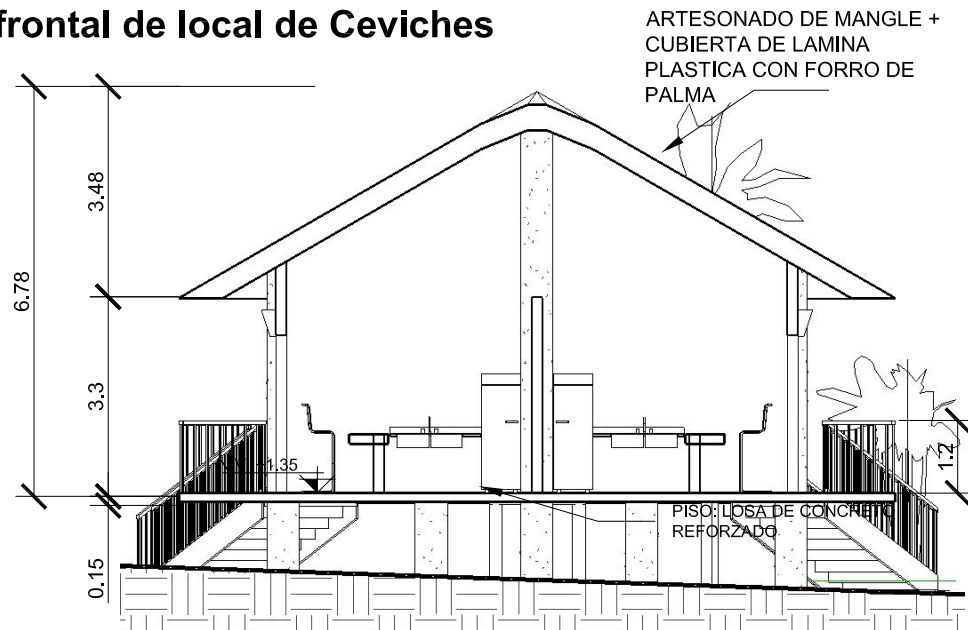 frontal de local de Ceviches
ARTESONADO DE MANGLE +
CUBIERTA DE LAMINA
PLASTICA CON FORRO DE
PALMA
3.48
6.78
3.3
1.35
1.2
PISO: LOSA DE CONCRETO
REFORZADO
0.15